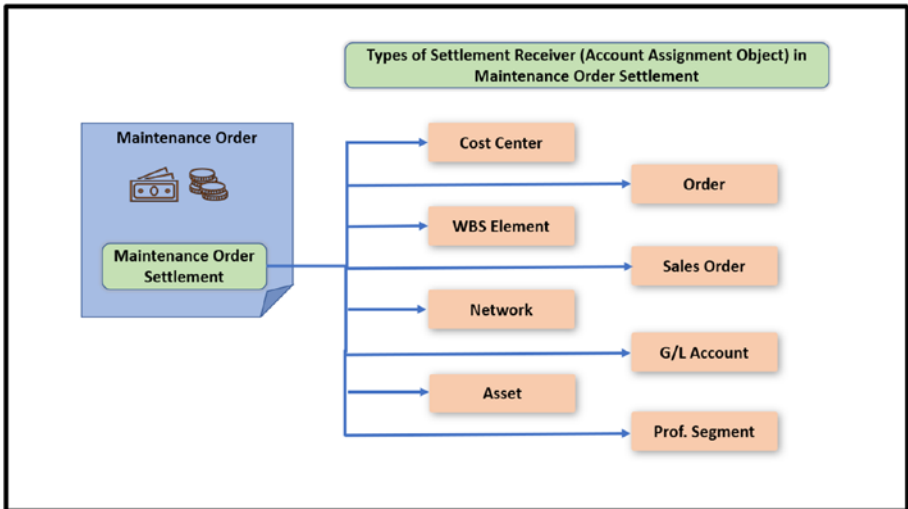 Types of Settlement Receiver (Account Assignment Object) in
Maintenance Order Settlement
Maintenance Order
Maintenance Order
Settlement
Cost Center
Order
WBS Element
Sales Order
Network
G/L Account
Asset
Prof. Segment